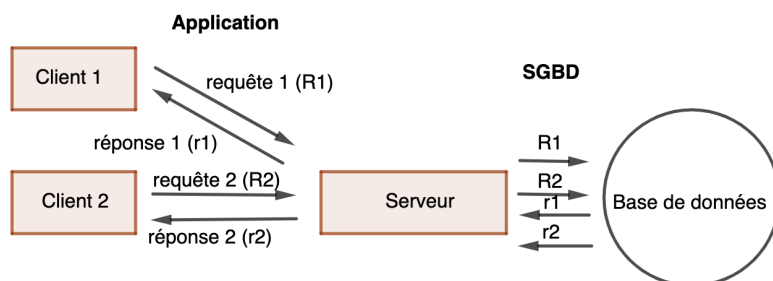 Application
SGBD
Client 1
requête 1 (R1)
réponse 1 (r1)
Client 2
requête 2 (R2)
réponse 2 (r2)
Serveur
R1
R2
r1
r2
Base de données